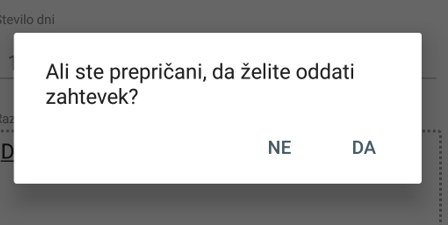 Število dni
Ali ste prepričani, da želite oddati
zahtevek?
NE DA